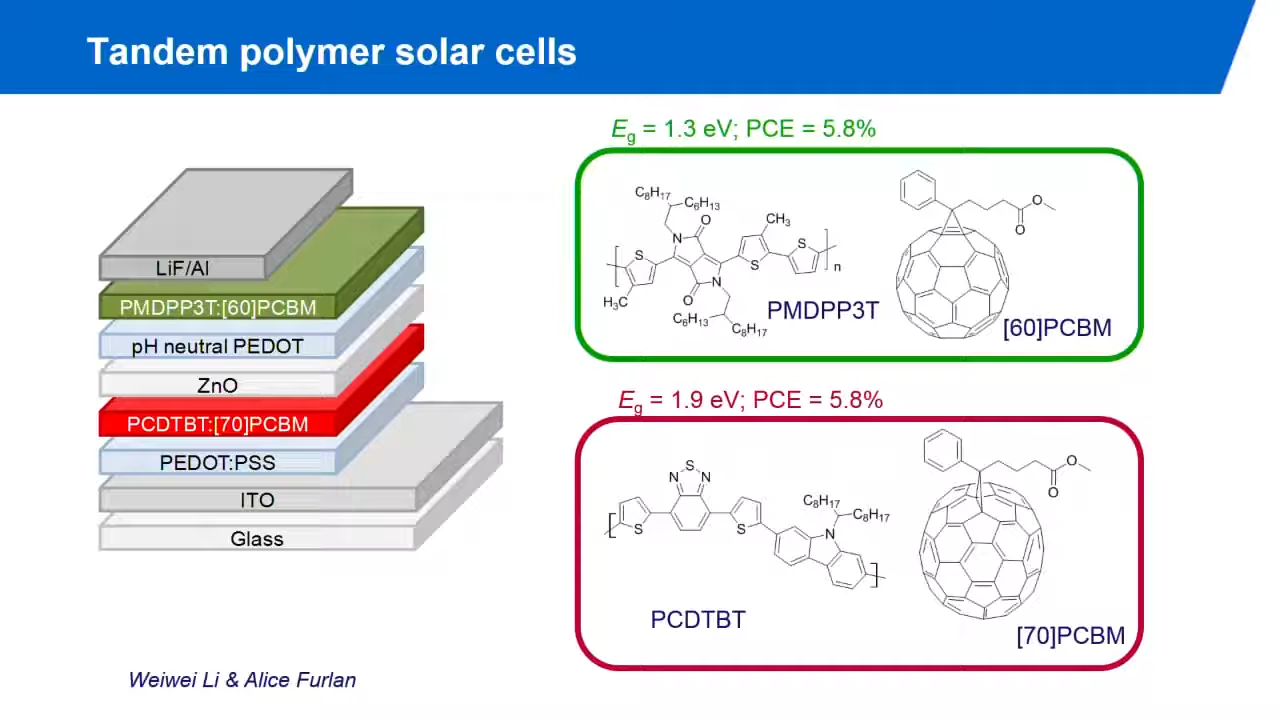 Tandem polymer solar cells
LiF/Al
PMDPP3T:[60]PCBM
pH neutral PEDOT
ZnO
PCDTBT:[70]PCBM
PEDOT:PSS
ITO
Glass
Weiwei Li & Alice Furlan
Eg = 1.3 eV; PCE = 5.8%
C8H17
C6H13
N
O
CH3
S
S
S
n
H3C
O
N
C6H13
C8H17
PMDPP3T
O
O
[60]PCBM
Eg = 1.9 eV; PCE = 5.8%
S
N
N
S
S
C8H17
C8H17
N
PCDTBT
O
O
[70]PCBM